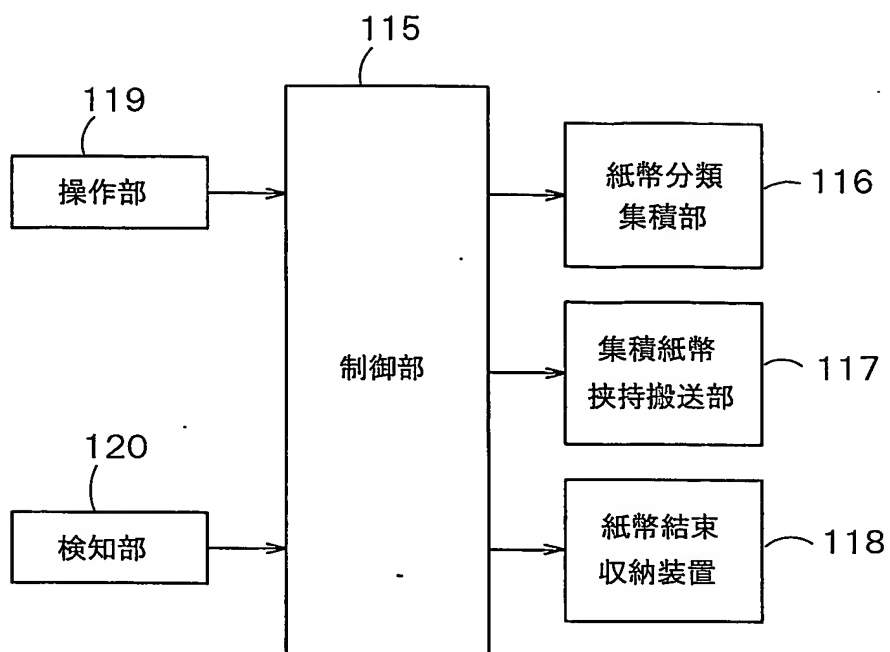 115
119
操作部
紙幣分類
集積部
116
制御部
集積紙幣
挟持搬送部
117
120
検知部
紙幣結束
収納装置
118